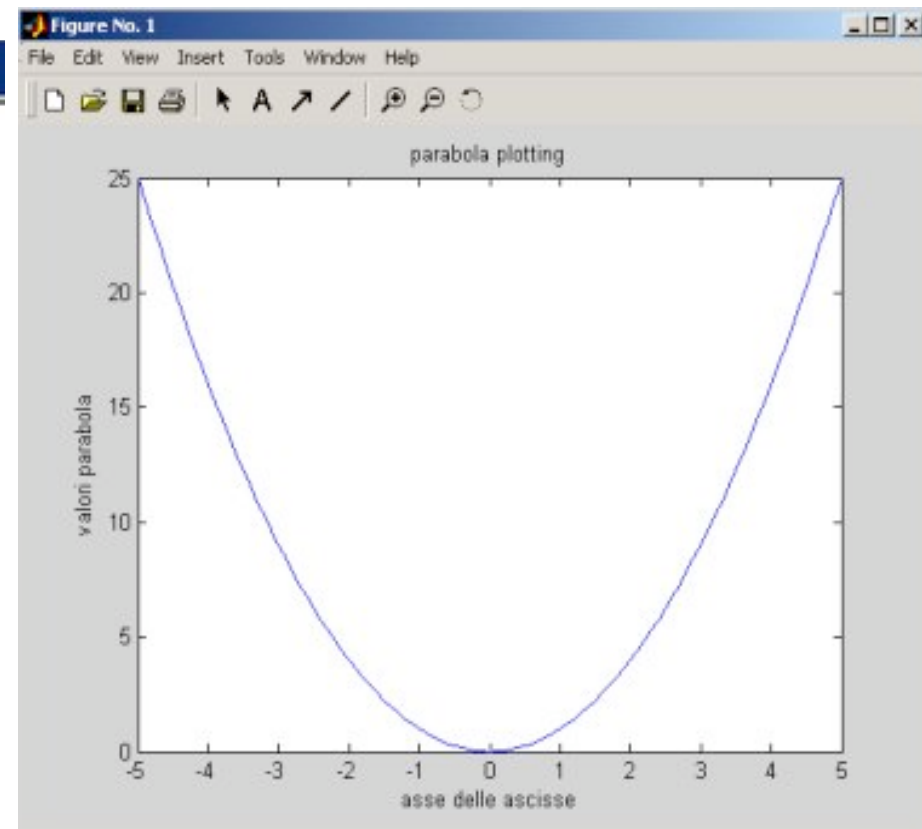 Figure No. 1
File Edit View Insert Tools Window Help
A
parabola plotting
25
20
15
10
5
0
valori parabola
-5 -4 -3 -2 -1 0 1 2 3 4 5
asse delle ascisse